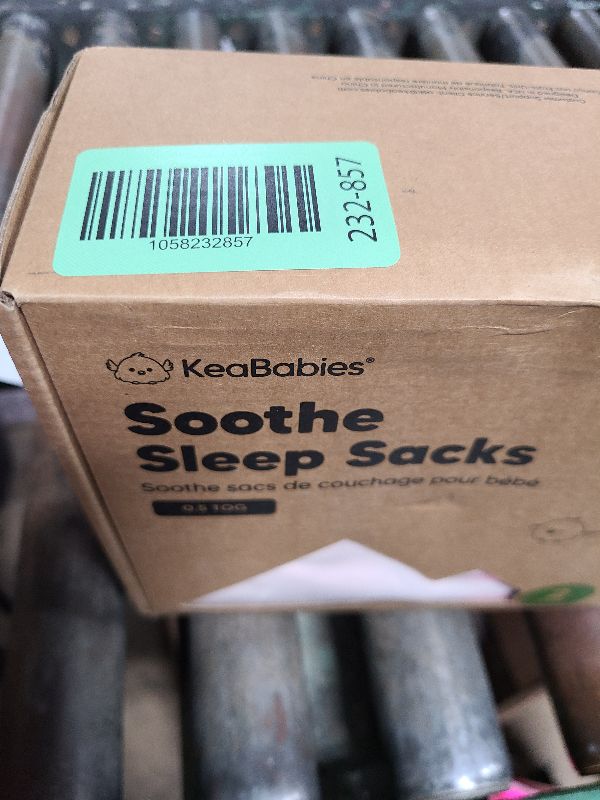 1058232857
232-857
KeaBabies®
Soothe
Sleep Sacks
Soothe sacs de couchage pour bébé
0.5 TOG